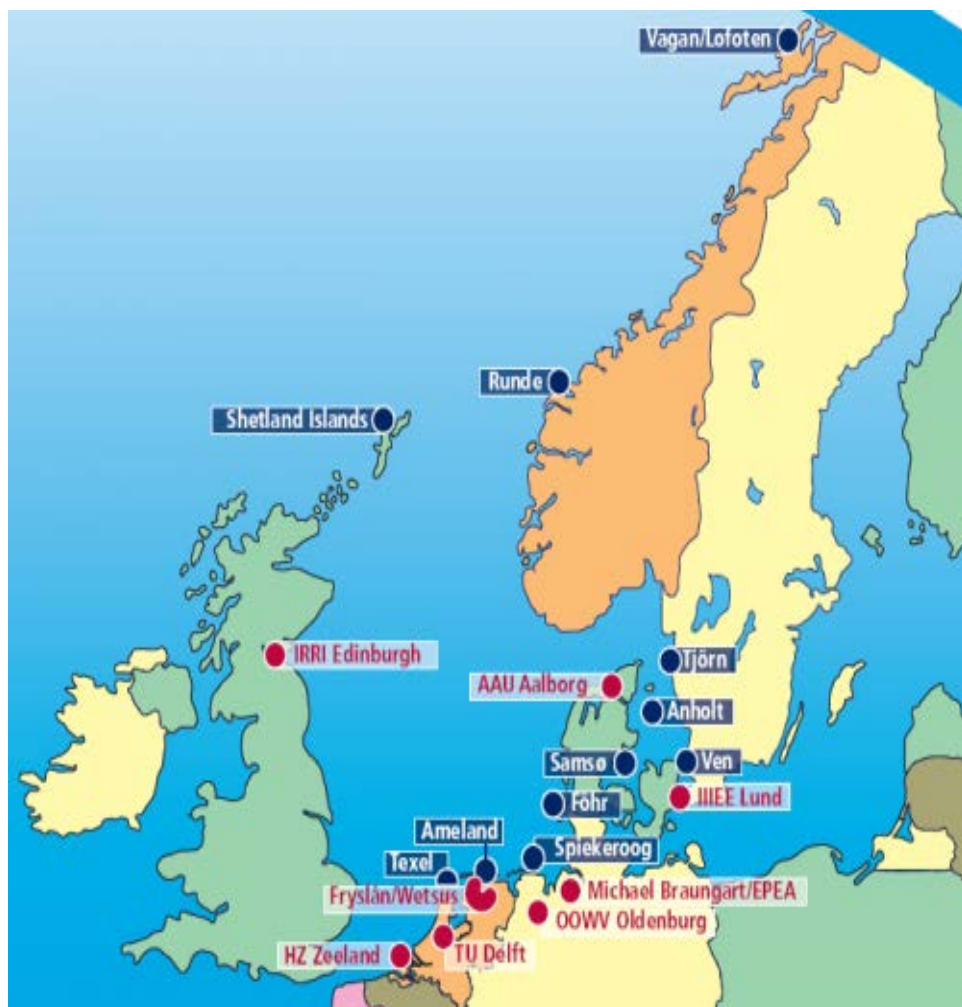 Vagan/Lofoten
Runde
Shetland Islands
IRRI Edinburgh
Tjörn
AAU Aalborg
Anholt
Samsø
Ven
IIIEE Lund
Föhr
Ameland
Spiekeroog
Texel
Fryslân/Wetsus
Michael Braungart/EPEA
OOWV Oldenburg
TU Delft
HZ Zeeland